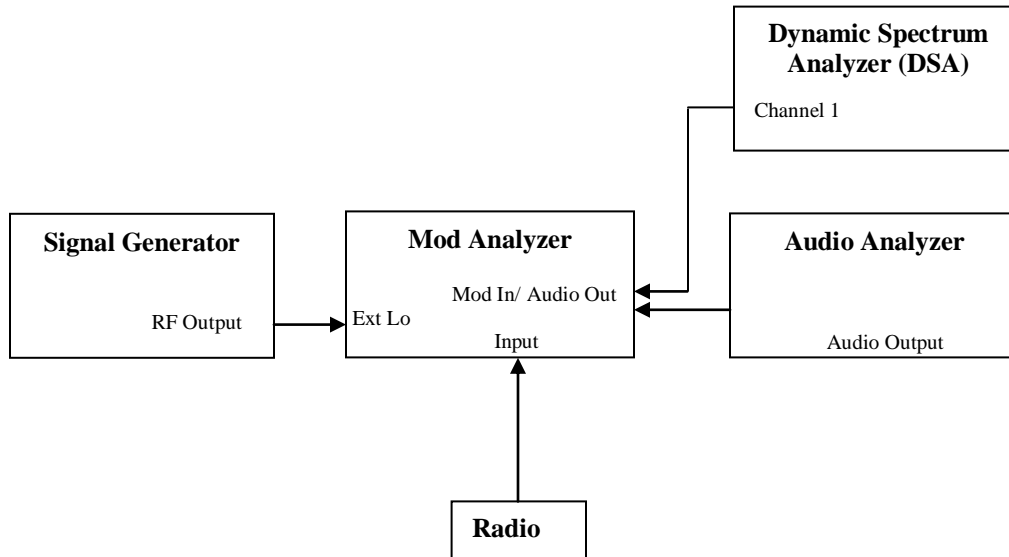 Dynamic Spectrum
Analyzer (DSA)
Channel 1
Signal Generator
RF Output
Mod Analyzer
Mod In/ Audio Out
Ext Lo
Input
Audio Analyzer
Audio Output
Radio